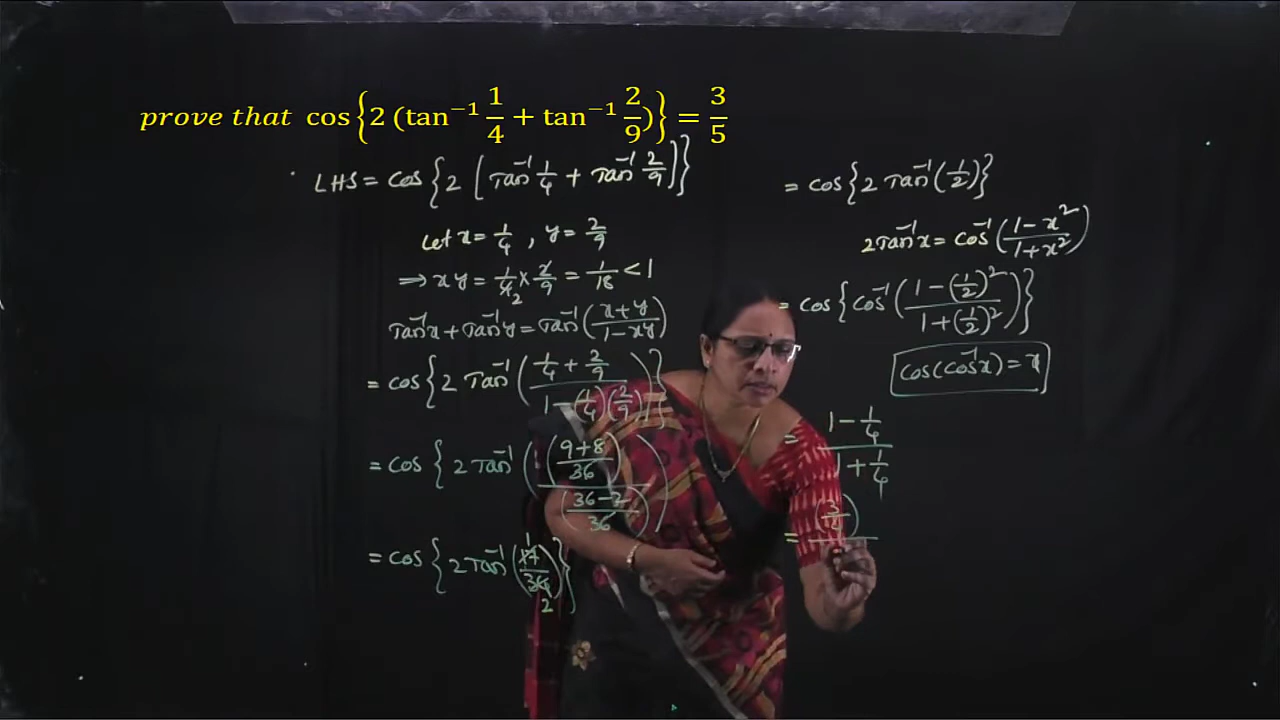 prove that cos{2 (tan⁻¹ 1/4 + tan⁻¹ 2/9)} = 3/5
LHS = cos{2 [Tan⁻¹ 1/4 + Tan⁻¹ 2/9]}
Let x = 1/4 , y = 2/9
⇒ xy = 1/4 × 2/9 = 1/18 < 1
Tan⁻¹x + Tan⁻¹y = Tan⁻¹((x+y)/(1-xy))
= cos{2 Tan⁻¹((1/4 + 2/9)/(1-(1/4)(2/9)))}
= cos{2 Tan⁻¹(((9+8)/36)/((36-2)/36))}
= cos{2 Tan⁻¹(17/34)}
1
2
= cos{2 Tan⁻¹(1/2)}
2Tan⁻¹x = cos⁻¹((1-x²)/(1+x²))
= cos{cos⁻¹((1-(1/2)²)/(1+(1/2)²))}
cos(cos⁻¹x) = x
= (1 - 1/4)/(1 + 1/4)
= (3/4)